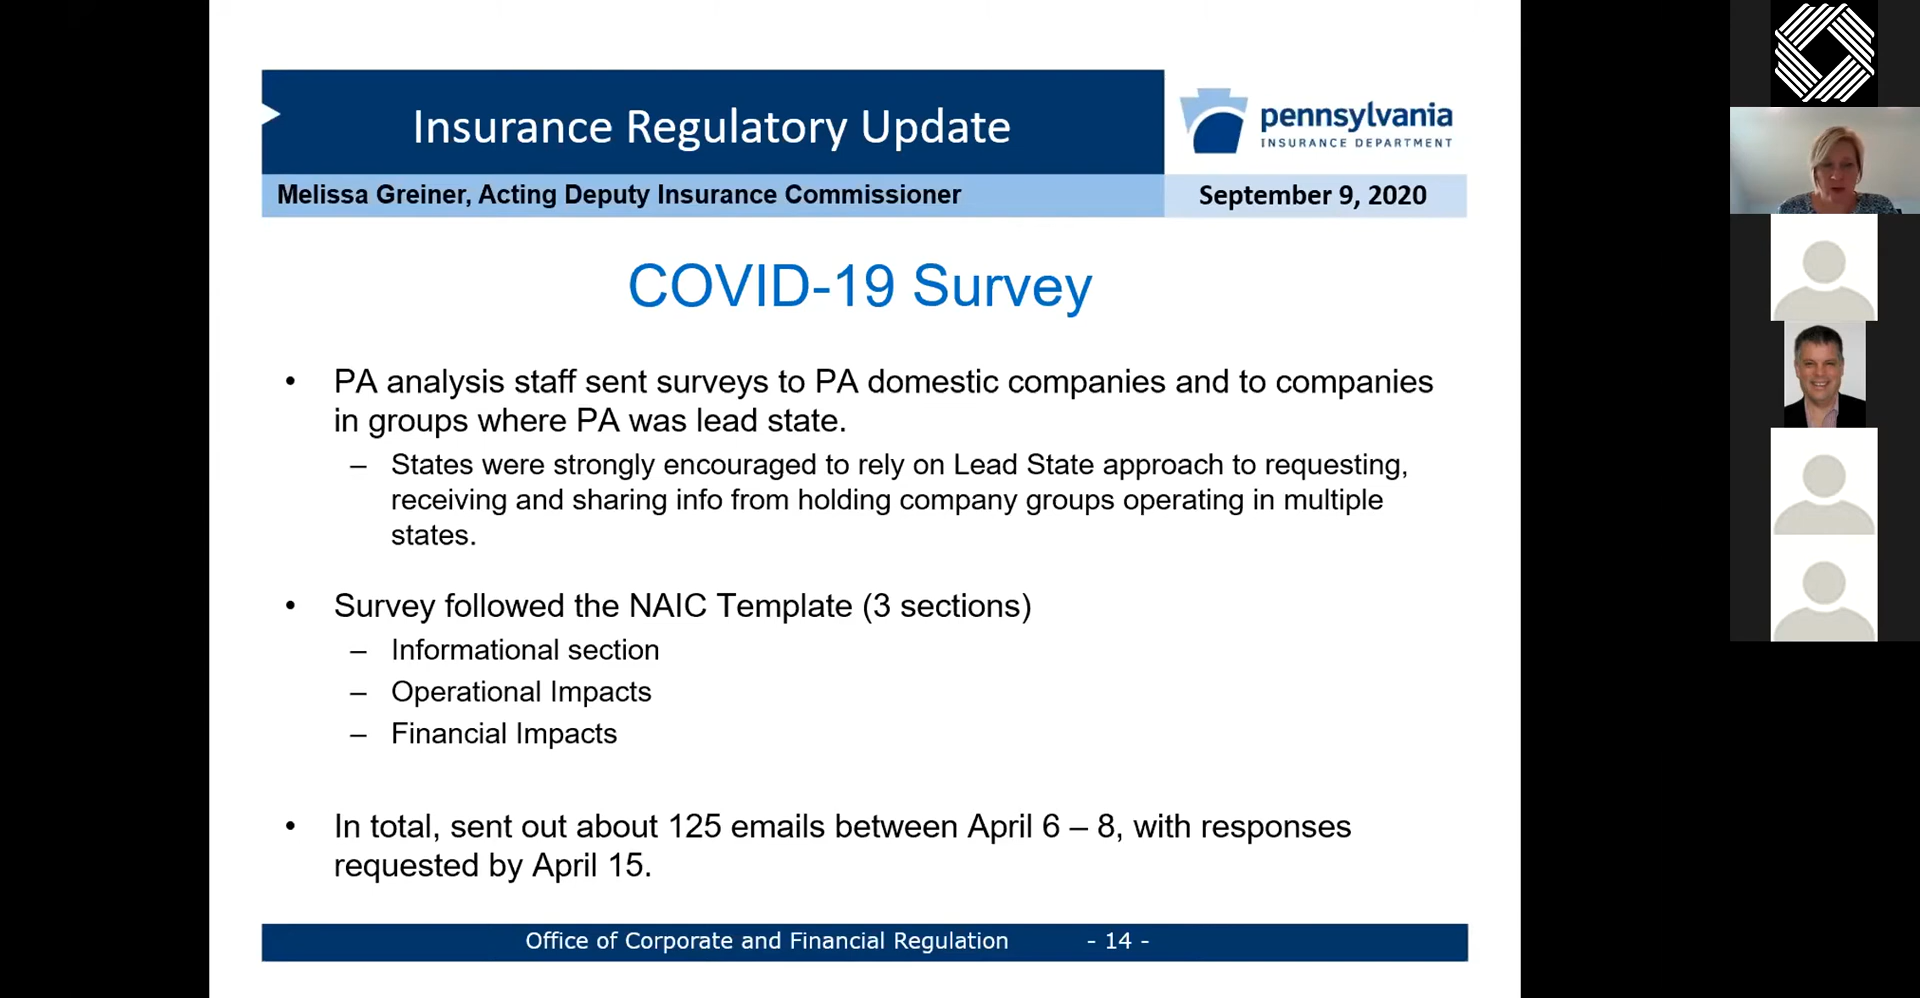 Insurance Regulatory Update
pennsylvania
INSURANCE DEPARTMENT
Melissa Greiner, Acting Deputy Insurance Commissioner
September 9, 2020
COVID-19 Survey
• PA analysis staff sent surveys to PA domestic companies and to companies
in groups where PA was lead state.
– States were strongly encouraged to rely on Lead State approach to requesting,
receiving and sharing info from holding company groups operating in multiple
states.
• Survey followed the NAIC Template (3 sections)
– Informational section
– Operational Impacts
– Financial Impacts
• In total, sent out about 125 emails between April 6 – 8, with responses
requested by April 15.
Office of Corporate and Financial Regulation - 14 -